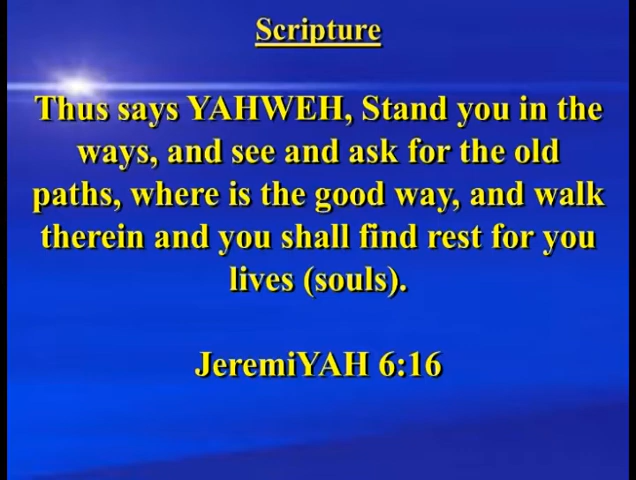 Scripture
Thus says YAHWEH, Stand you in the
ways, and see and ask for the old
paths, where is the good way, and walk
therein and you shall find rest for you
lives (souls).
JeremiYAH 6:16